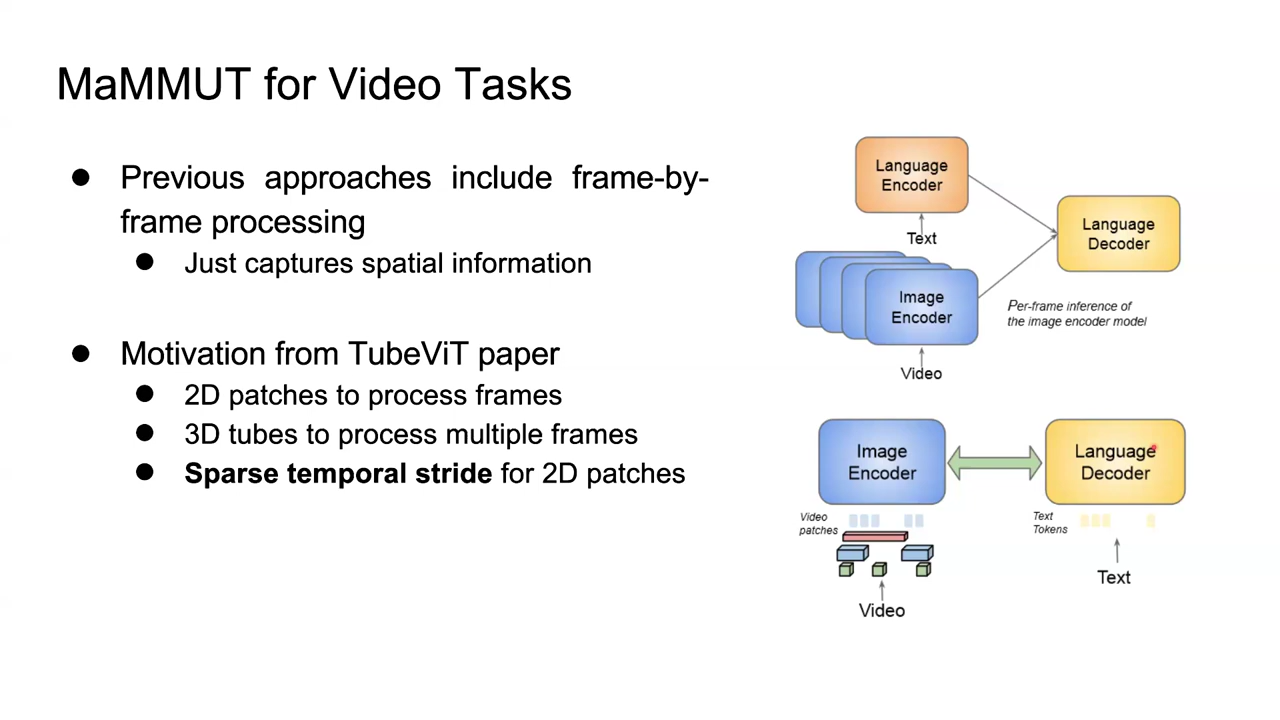 MaMMUT for Video Tasks
Previous approaches include frame-by-
frame processing
Just captures spatial information
Motivation from TubeViT paper
2D patches to process frames
3D tubes to process multiple frames
Sparse temporal stride for 2D patches
Language
Encoder
Text
Image
Encoder
Video
Language
Decoder
Per-frame inference of
the image encoder model
Image
Encoder
Language
Decoder
Video
patches
Video
Text
Tokens
Text